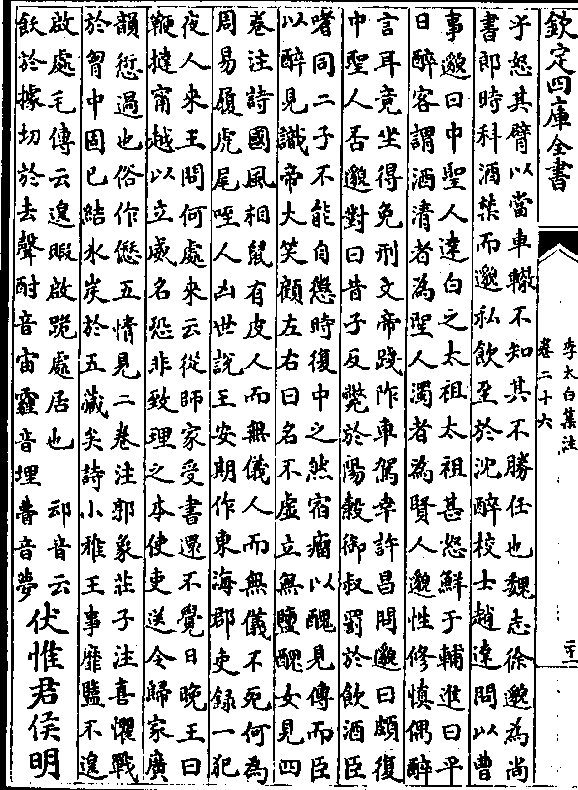 欽定四庫全書
李太白集注
卷二十六
乎怒其臂以當車轍不知其不勝任也魏志徐邈為尚
書郎時科酒禁而邈私飲至於沈醉校士趙達問以曹
事邈曰中聖人達白之太祖太祖甚怒鮮于輔進曰平
日醉客謂酒清者為聖人濁者為賢人邈性修慎偶醉
言耳竟坐得免刑文帝踐阼車駕幸許昌問邈曰頗復
中聖人否邈對曰昔子反斃於陽穀御叔罰於飲酒臣
嗜同二子不能自懲時復中之然宿瘤以醜見傳而臣
以醉見識帝大笑顧左右曰名不虛立無鹽醜女見四
卷注詩國風相鼠有皮人而無儀人而無儀不死何為
周易履虎尾咥人凶世說王安期作東海郡吏録一犯
夜人來王問何處來云從師家受書還不覺日晚王曰
鞭撻甯越以立威名恐非致理之本使吏送令歸家廣
韻愆過也俗作𠎝五情見二卷注郭象莊子注喜懼戰
於胷中固已結氷炭於五藏矣詩小雅王事靡盬不遑
啟處毛傳云遑暇啟跪處居也 邷音云
飫於據切於去聲酎音宙霾音埋瞢音夢
伏惟君侯明